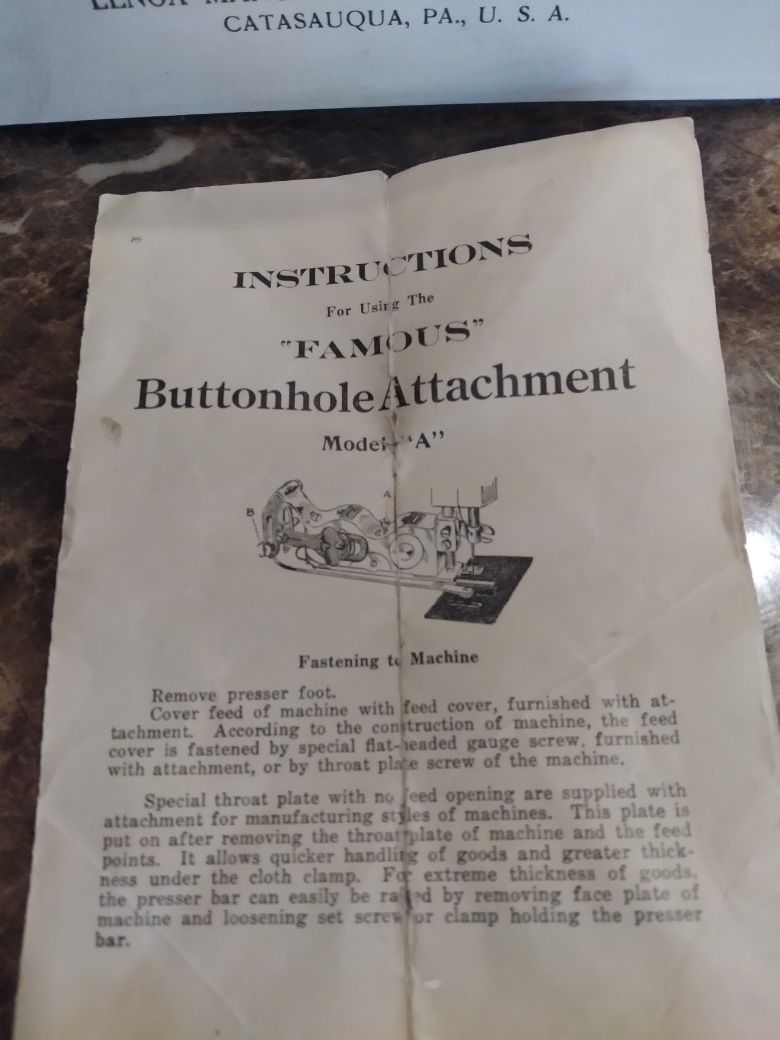 CATASAUQUA, PA., U. S. A.
INSTRUCTIONS
For Using The
"FAMOUS"
Buttonhole Attachment
Model "A"
A
B
Fastening to Machine
Remove presser foot.
Cover feed of machine with feed cover, furnished with at-
tachment. According to the construction of machine, the feed
cover is fastened by special flat-headed gauge screw, furnished
with attachment, or by throat plate screw of the machine.
Special throat plate with no feed opening are supplied with
attachment for manufacturing styles of machines. This plate is
put on after removing the throat plate of machine and the feed
points. It allows quicker handling of goods and greater thick-
ness under the cloth clamp. For extreme thickness of goods,
the presser bar can easily be raised by removing face plate of
machine and loosening set screw or clamp holding the presser
bar.